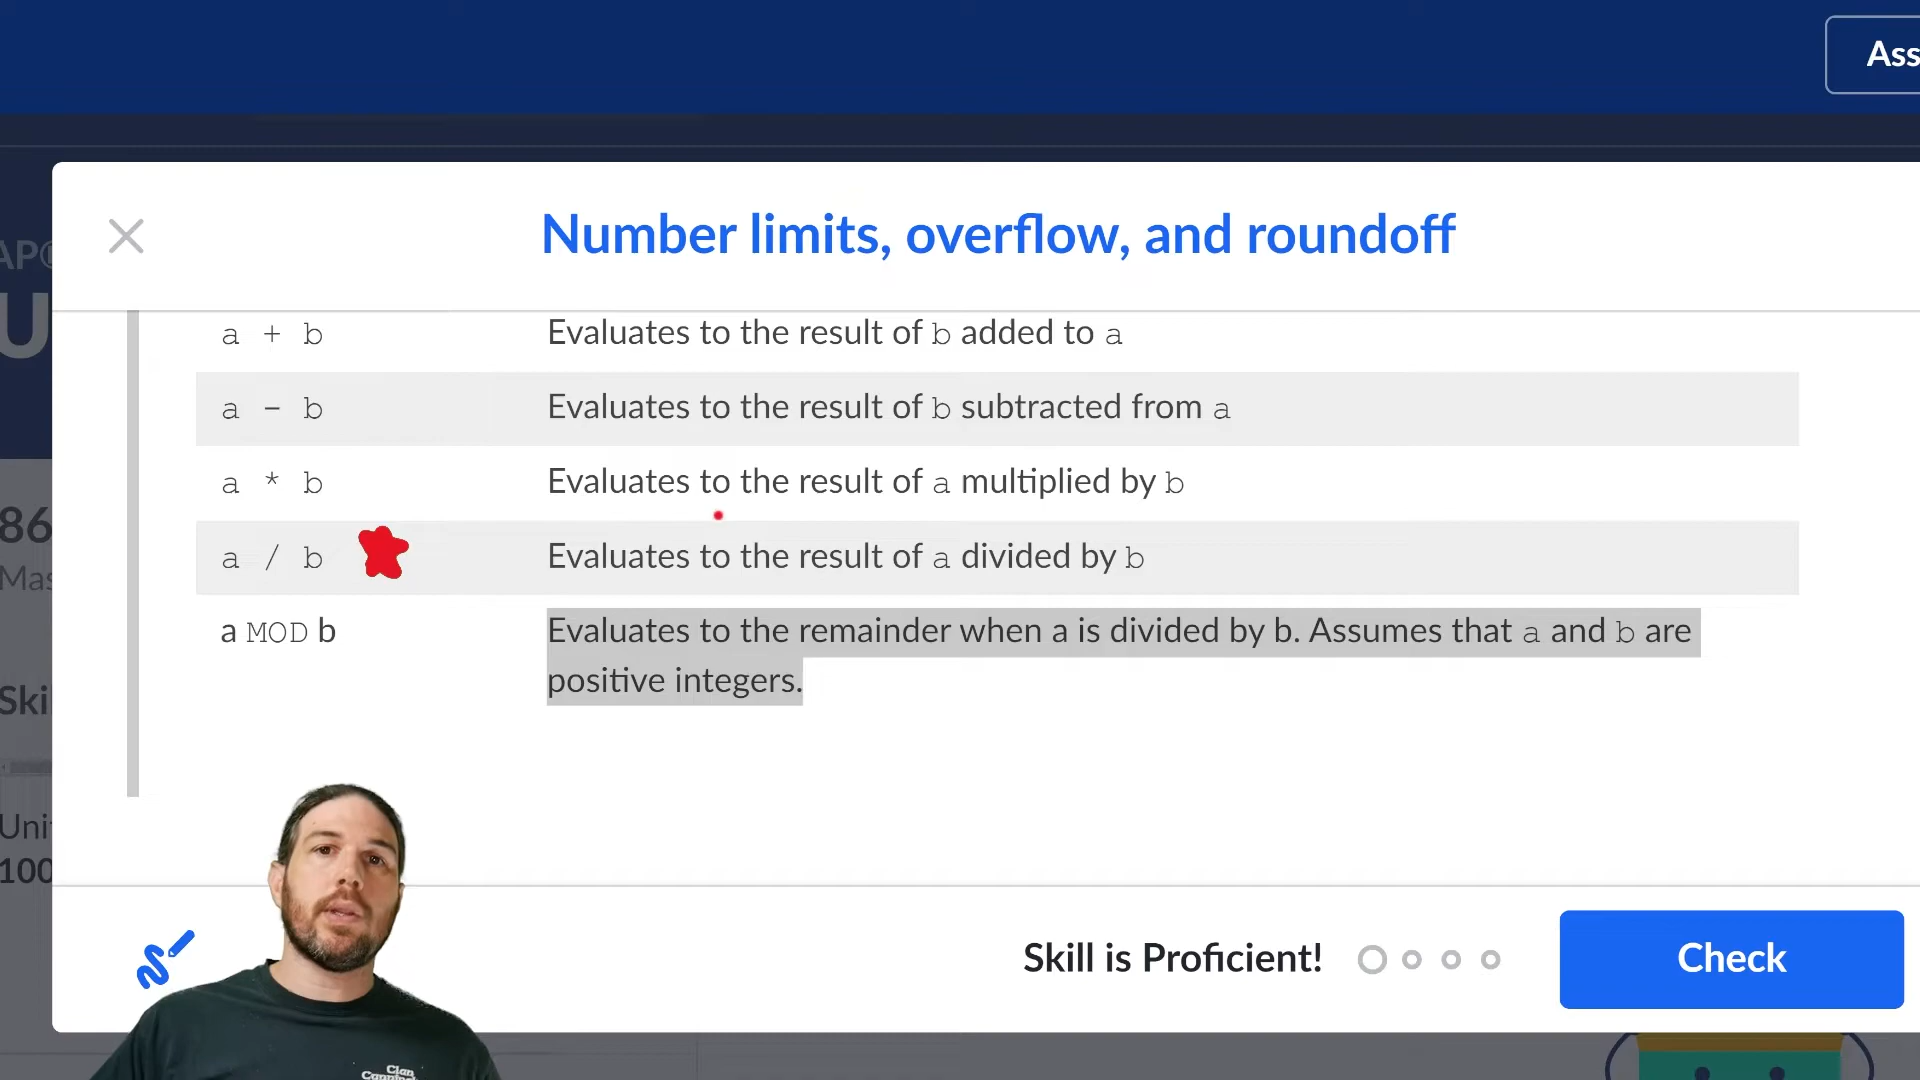 Ass
AP®
U
Number limits, overflow, and roundoff
a + b Evaluates to the result of b added to a
a - b Evaluates to the result of b subtracted from a
a * b Evaluates to the result of a multiplied by b
a / b Evaluates to the result of a divided by b
a MOD b Evaluates to the remainder when a is divided by b. Assumes that a and b are
positive integers.
86
Mas
Ski
Uni
100
Skill is Proficient!
Check
Clan